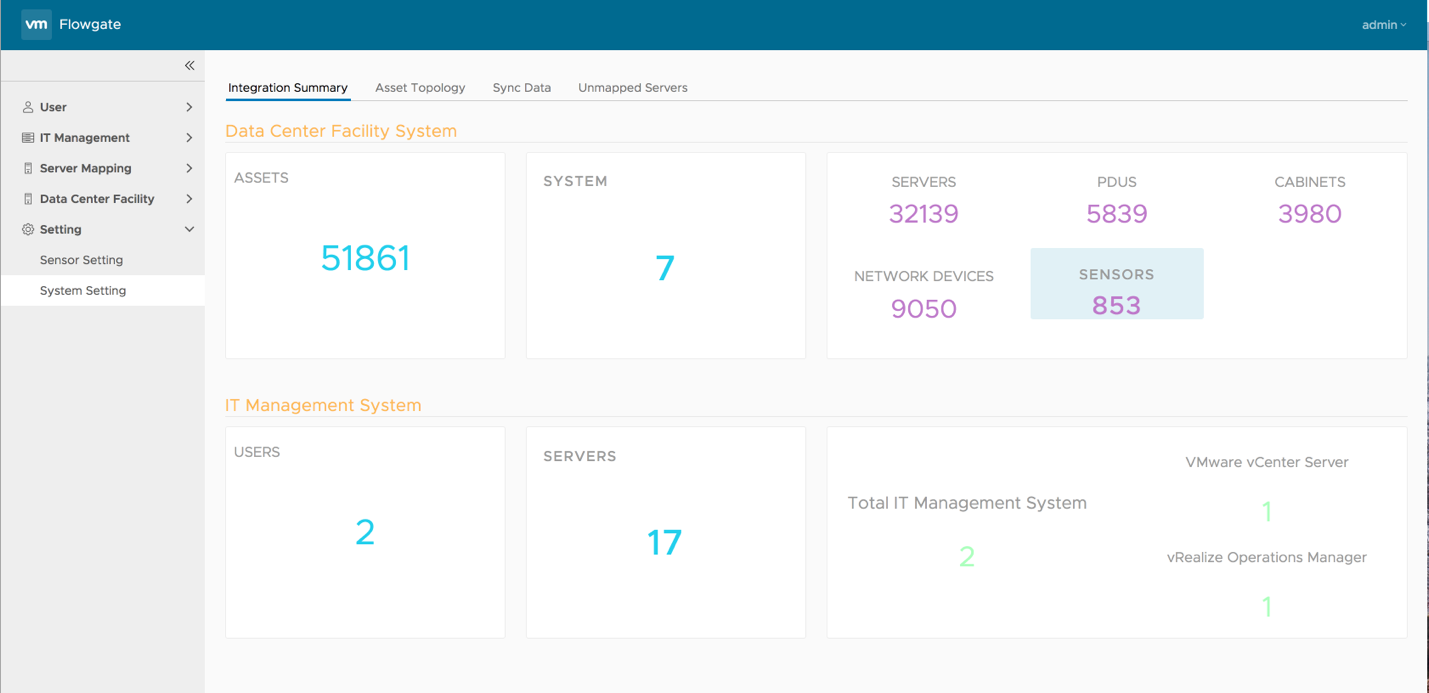 vm Flowgate
admin
User
IT Management
Server Mapping
Data Center Facility
Setting
Sensor Setting
System Setting
Integration Summary Asset Topology Sync Data Unmapped Servers
Data Center Facility System
ASSETS
51861
SYSTEM
7
SERVERS PDUS CABINETS
32139 5839 3980
NETWORK DEVICES SENSORS
9050 853
IT Management System
USERS
2
SERVERS
17
Total IT Management System
2
VMware vCenter Server
1
vRealize Operations Manager
1